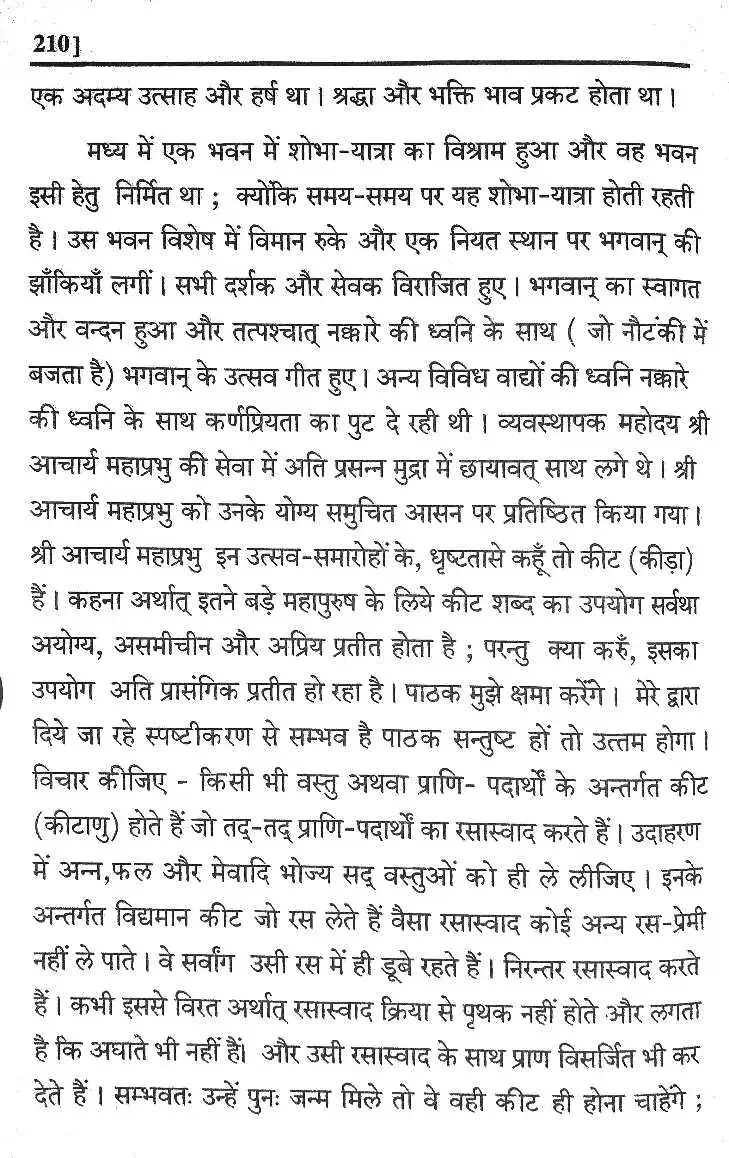 210]
एक अदम्य उत्साह और हर्ष था । श्रद्धा और भक्ति भाव प्रकट होता था ।
मध्य में एक भवन में शोभा-यात्रा का विश्राम हुआ और वह भवन
इसी हेतु निर्मित था ; क्योंकि समय-समय पर यह शोभा-यात्रा होती रहती
है । उस भवन विशेष में विमान रुके और एक नियत स्थान पर भगवान् की
झाँकियाँ लगीं । सभी दर्शक और सेवक विराजित हुए । भगवान् का स्वागत
और वन्दन हुआ और तत्पश्चात् नक्कारे की ध्वनि के साथ ( जो नौटंकी में
बजता है) भगवान् के उत्सव गीत हुए । अन्य विविध वाद्यों की ध्वनि नक्कारे
की ध्वनि के साथ कर्णप्रियता का पुट दे रही थी । व्यवस्थापक महोदय श्री
आचार्य महाप्रभु की सेवा में अति प्रसन्न मुद्रा में छायावत् साथ लगे थे । श्री
आचार्य महाप्रभु को उनके योग्य समुचित आसन पर प्रतिष्ठित किया गया ।
श्री आचार्य महाप्रभु इन उत्सव-समारोहों के, धृष्टतासे कहूँ तो कीट (कीड़ा)
हैं । कहना अर्थात् इतने बड़े महापुरुष के लिये कीट शब्द का उपयोग सर्वथा
अयोग्य, असमीचीन और अप्रिय प्रतीत होता है ; परन्तु क्या करुँ, इसका
उपयोग अति प्रासंगिक प्रतीत हो रहा है । पाठक मुझे क्षमा करेंगे । मेरे द्वारा
दिये जा रहे स्पष्टीकरण से सम्भव है पाठक सन्तुष्ट हों तो उत्तम होगा ।
विचार कीजिए - किसी भी वस्तु अथवा प्राणि- पदार्थों के अन्तर्गत कीट
(कीटाणु) होते हैं जो तद्-तद् प्राणि-पदार्थों का रसास्वाद करते हैं । उदाहरण
में अन्न,फल और मेवादि भोज्य सद् वस्तुओं को ही ले लीजिए । इनके
अन्तर्गत विद्यमान कीट जो रस लेते हैं वैसा रसास्वाद कोई अन्य रस-प्रेमी
नहीं ले पाते । वे सर्वांग उसी रस में ही डूबे रहते हैं । निरन्तर रसास्वाद करते
हैं । कभी इससे विरत अर्थात् रसास्वाद क्रिया से पृथक नहीं होते और लगता
है कि अघाते भी नहीं हैं। और उसी रसास्वाद के साथ प्राण विसर्जित भी कर
देते हैं । सम्भवतः उन्हें पुनः जन्म मिले तो वे वही कीट ही होना चाहेंगे ;